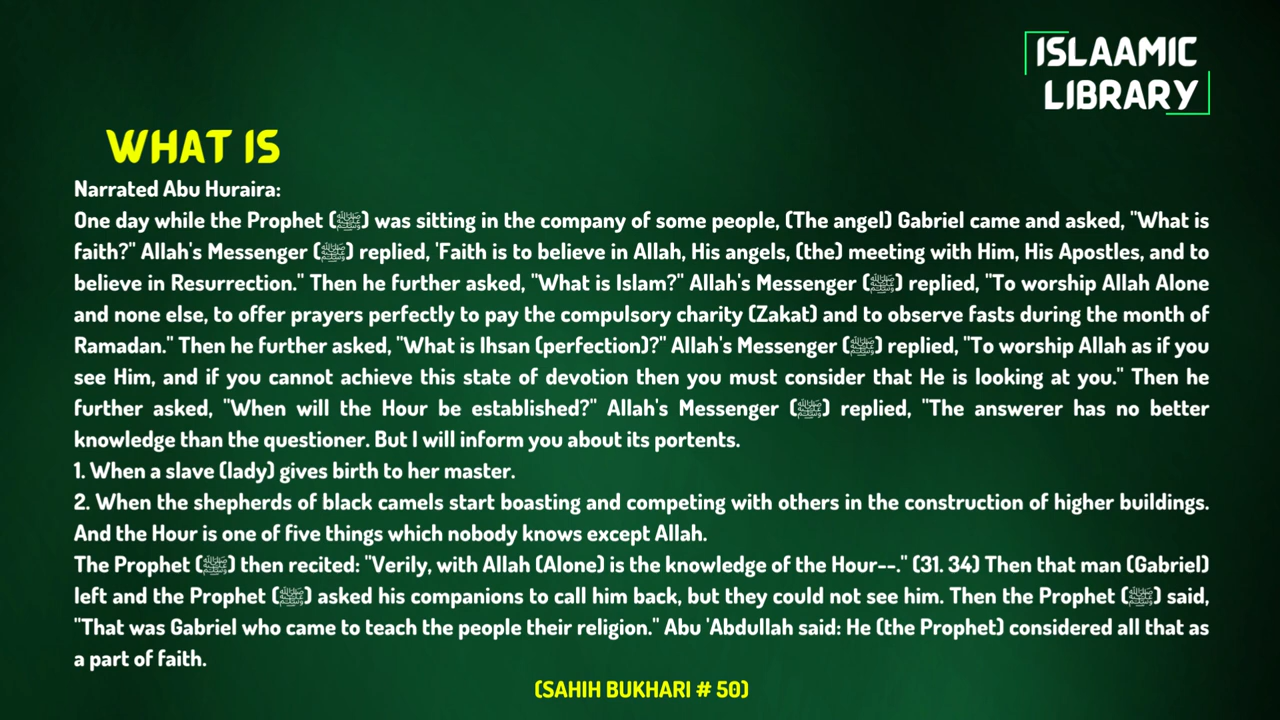 ISLAAMIC
LIBRARY
WHAT IS
Narrated Abu Huraira:
One day while the Prophet (ﷺ) was sitting in the company of some people, (The angel) Gabriel came and asked, "What is
faith?" Allah's Messenger (ﷺ) replied, 'Faith is to believe in Allah, His angels, (the) meeting with Him, His Apostles, and to
believe in Resurrection." Then he further asked, "What is Islam?" Allah's Messenger (ﷺ) replied, "To worship Allah Alone
and none else, to offer prayers perfectly to pay the compulsory charity (Zakat) and to observe fasts during the month of
Ramadan." Then he further asked, "What is Ihsan (perfection)?" Allah's Messenger (ﷺ) replied, "To worship Allah as if you
see Him, and if you cannot achieve this state of devotion then you must consider that He is looking at you." Then he
further asked, "When will the Hour be established?" Allah's Messenger (ﷺ) replied, "The answerer has no better
knowledge than the questioner. But I will inform you about its portents.
1. When a slave (lady) gives birth to her master.
2. When the shepherds of black camels start boasting and competing with others in the construction of higher buildings.
And the Hour is one of five things which nobody knows except Allah.
The Prophet (ﷺ) then recited: "Verily, with Allah (Alone) is the knowledge of the Hour--." (31. 34) Then that man (Gabriel)
left and the Prophet (ﷺ) asked his companions to call him back, but they could not see him. Then the Prophet (ﷺ) said,
"That was Gabriel who came to teach the people their religion." Abu 'Abdullah said: He (the Prophet) considered all that as
a part of faith.
(SAHIH BUKHARI # 50)